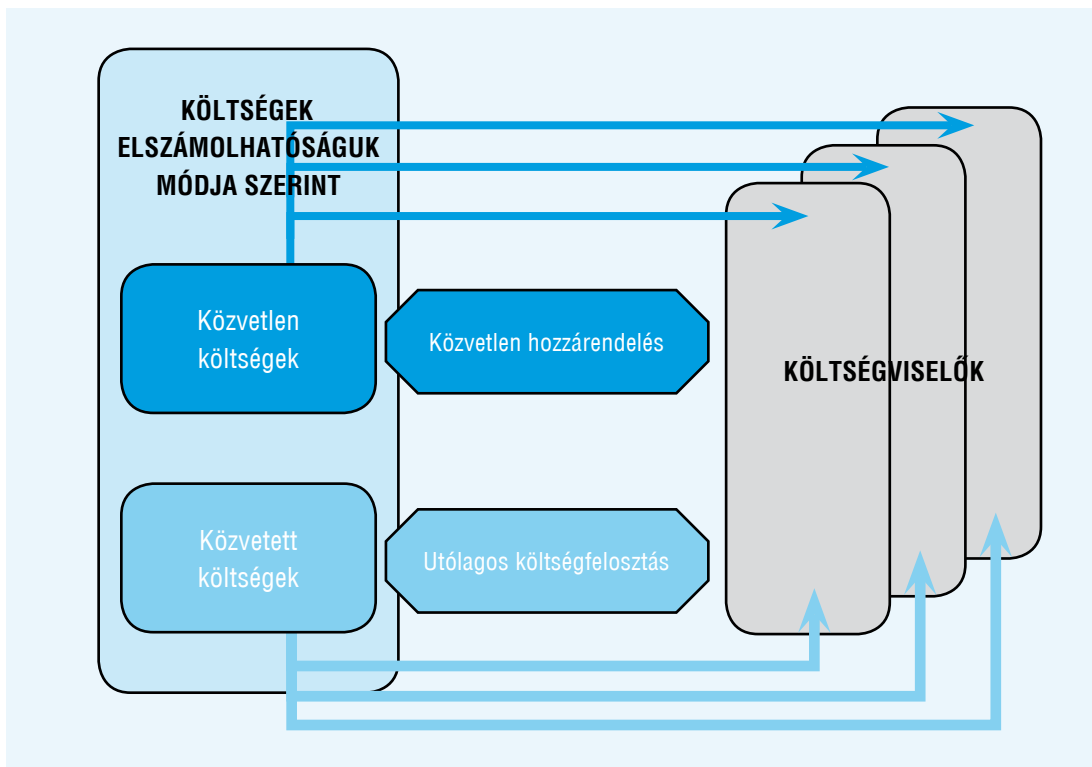 KÖLTSÉGEK
ELSZÁMOLHATÓSÁGUK
MÓDJA SZERINT
Közvetlen
költségek
Közvetlen hozzárendelés
KÖLTSÉGVISELŐK
Közvetett
költségek
Utólagos költségfelosztás